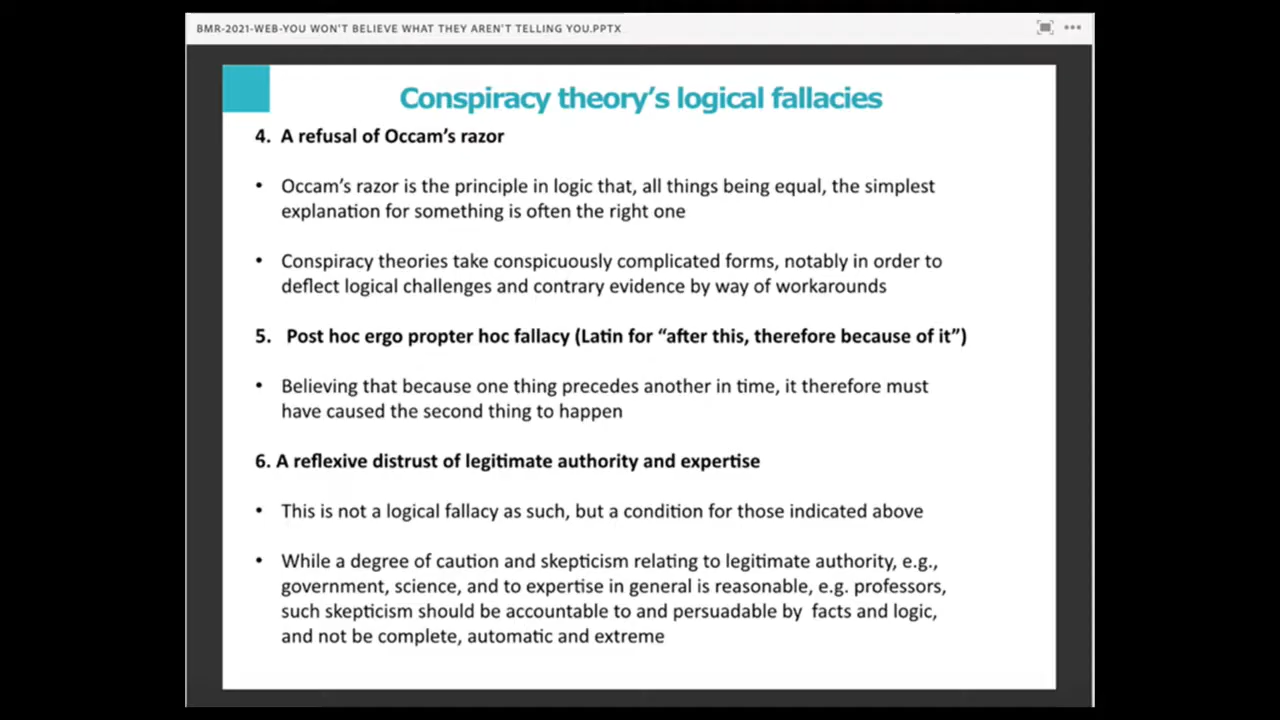 BMR-2021-WEB-YOU WON'T BELIEVE WHAT THEY AREN'T TELLING YOU.PPTX
Conspiracy theory's logical fallacies
4. A refusal of Occam's razor
• Occam's razor is the principle in logic that, all things being equal, the simplest
explanation for something is often the right one
• Conspiracy theories take conspicuously complicated forms, notably in order to
deflect logical challenges and contrary evidence by way of workarounds
5. Post hoc ergo propter hoc fallacy (Latin for “after this, therefore because of it”)
• Believing that because one thing precedes another in time, it therefore must
have caused the second thing to happen
6. A reflexive distrust of legitimate authority and expertise
• This is not a logical fallacy as such, but a condition for those indicated above
• While a degree of caution and skepticism relating to legitimate authority, e.g.,
government, science, and to expertise in general is reasonable, e.g. professors,
such skepticism should be accountable to and persuadable by facts and logic,
and not be complete, automatic and extreme